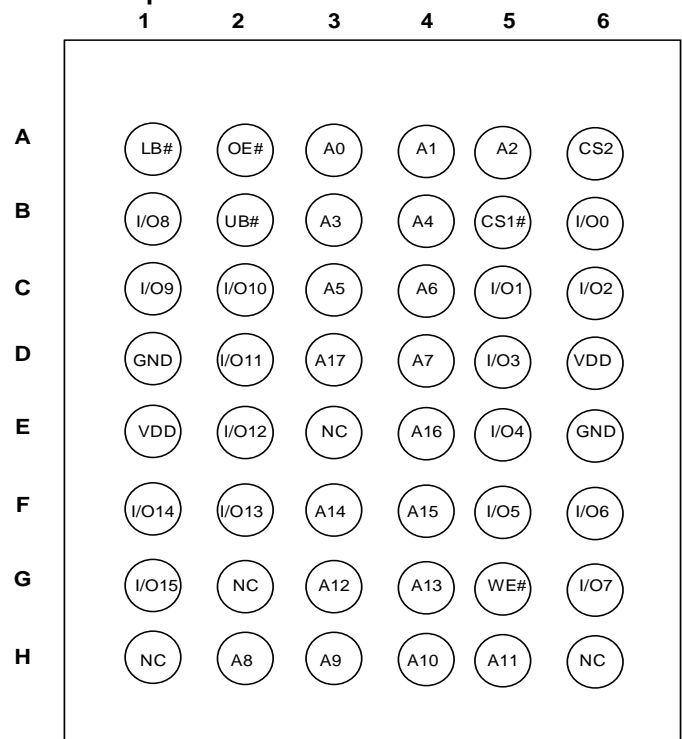 1 2 3 4 5 6
A LB# OE# A0 A1 A2 CS2
B I/O8 UB# A3 A4 CS1# I/O0
C I/O9 I/O10 A5 A6 I/O1 I/O2
D GND I/O11 A17 A7 I/O3 VDD
E VDD I/O12 NC A16 I/O4 GND
F I/O14 I/O13 A14 A15 I/O5 I/O6
G I/O15 NC A12 A13 WE# I/O7
H NC A8 A9 A10 A11 NC